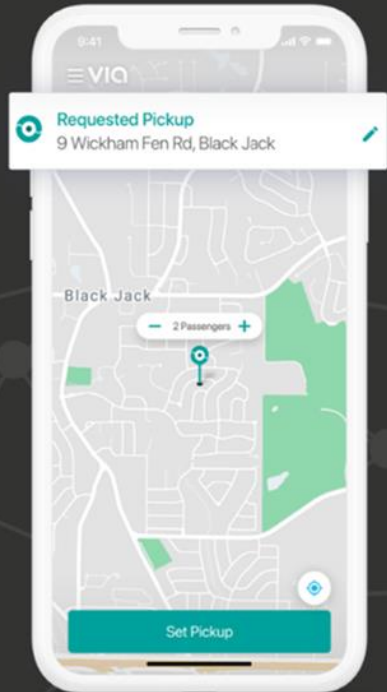 9:41
VIA
Requested Pickup
9 Wickham Fen Rd, Black Jack
Black Jack
− 2 Passengers +
Set Pickup